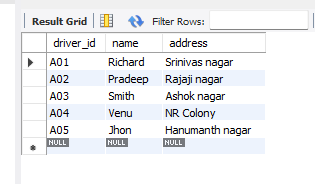 Result Grid Filter Rows:
driver_id name address
A01 Richard Srinivas nagar
A02 Pradeep Rajaji nagar
A03 Smith Ashok nagar
A04 Venu NR Colony
A05 Jhon Hanumanth nagar
NULL NULL NULL